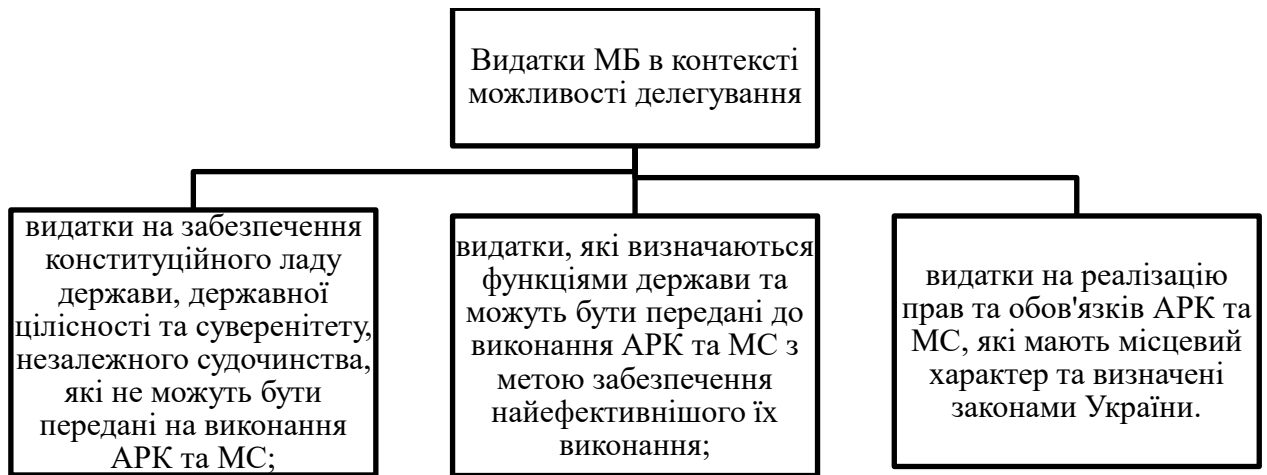 Видатки МБ в контексті
можливості делегування
видатки на забезпечення
конституційного ладу
держави, державної
цілісності та суверенітету,
незалежного судочинства,
які не можуть бути
передані на виконання
АРК та МС;
видатки, які визначаються
функціями держави та
можуть бути передані до
виконання АРК та МС з
метою забезпечення
найефективнішого їх
виконання;
видатки на реалізацію
прав та обов'язків АРК та
МС, які мають місцевий
характер та визначені
законами України.